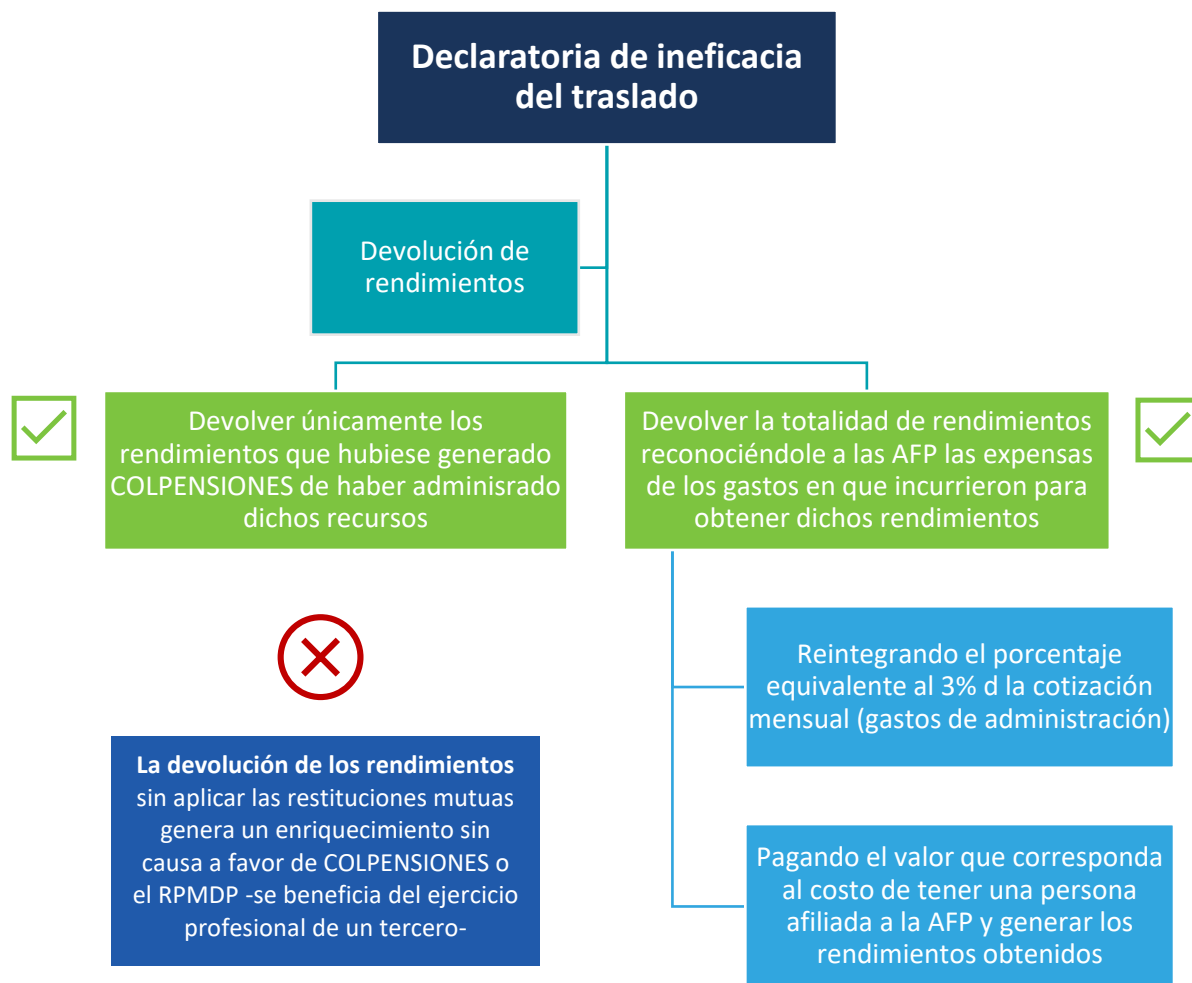 Declaratoria de ineficacia
del traslado
Devolución de
rendimientos
Devolver únicamente los
rendimientos que hubiese generado
COLPENSIONES de haber adminisrado
dichos recursos
Devolver la totalidad de rendimientos
reconociéndole a las AFP las expensas
de los gastos en que incurrieron para
obtener dichos rendimientos
Reintegrando el porcentaje
equivalente al 3% d la cotización
mensual (gastos de administración)
La devolución de los rendimientos
sin aplicar las restituciones mutuas
genera un enriquecimiento sin
causa a favor de COLPENSIONES o
el RPMDP -se beneficia del ejercicio
profesional de un tercero-
Pagando el valor que corresponda
al costo de tener una persona
afiliada a la AFP y generar los
rendimientos obtenidos